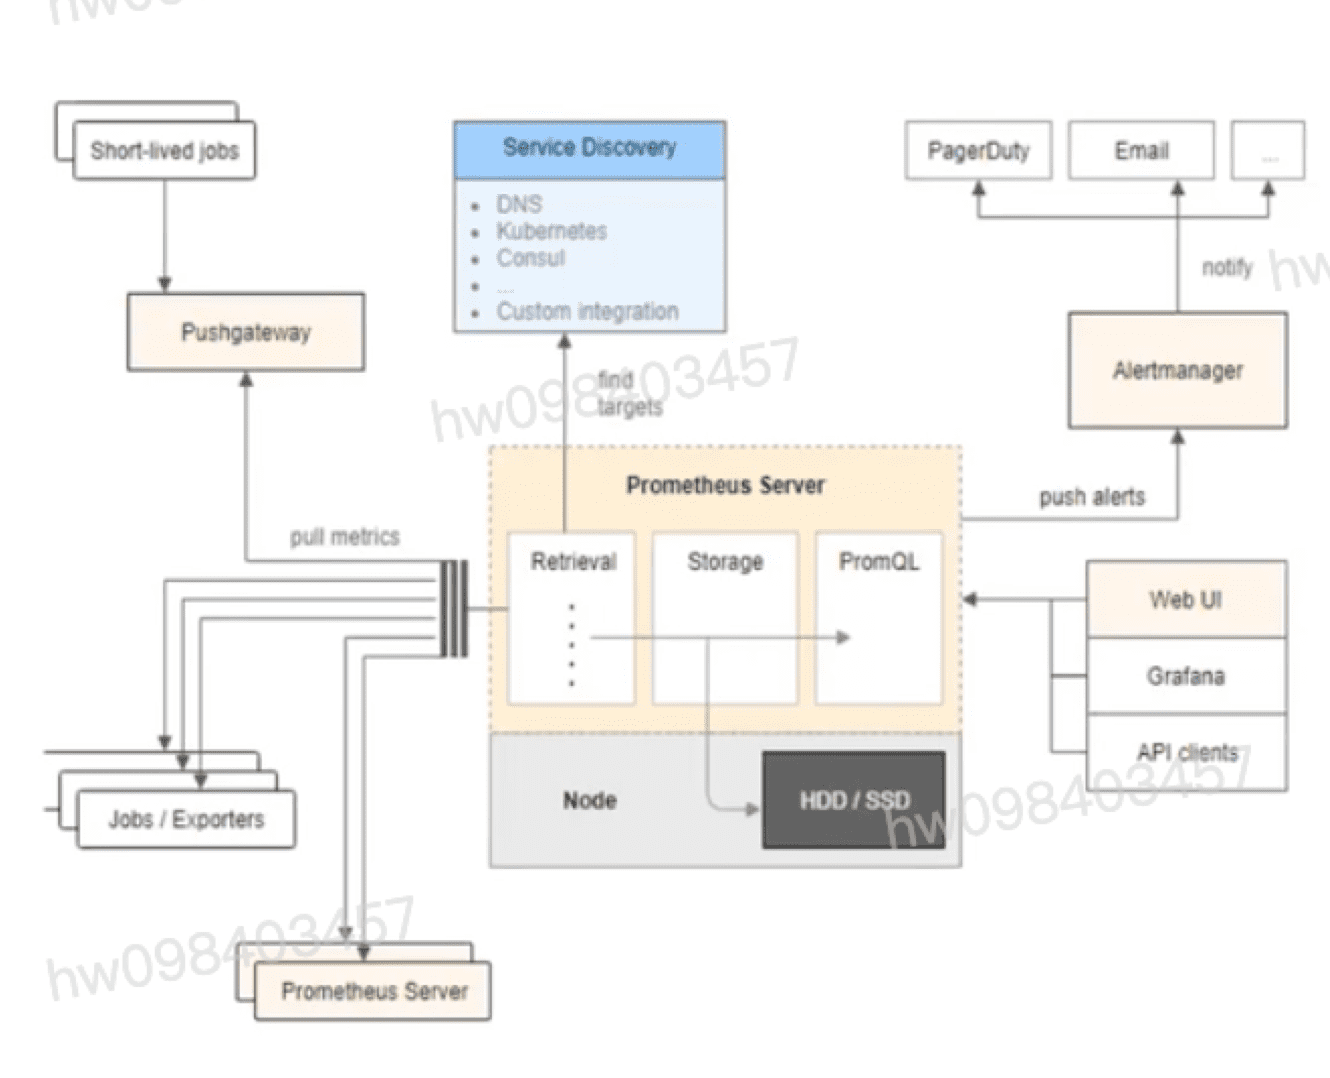 hw09
Short-lived jobs
Service Discovery
• DNS
• Kubernetes
• Consul
• ...
• Custom integration
PagerDuty
Email
...
notify
hw
Pushgateway
Alertmanager
find
targets
hw098403457
Prometheus Server
push alerts
pull metrics
Retrieval
Storage
PromQL
Web UI
Grafana
API clients
Node
HDD / SSD
hw098403457
Jobs / Exporters
hw098403457
Prometheus Server